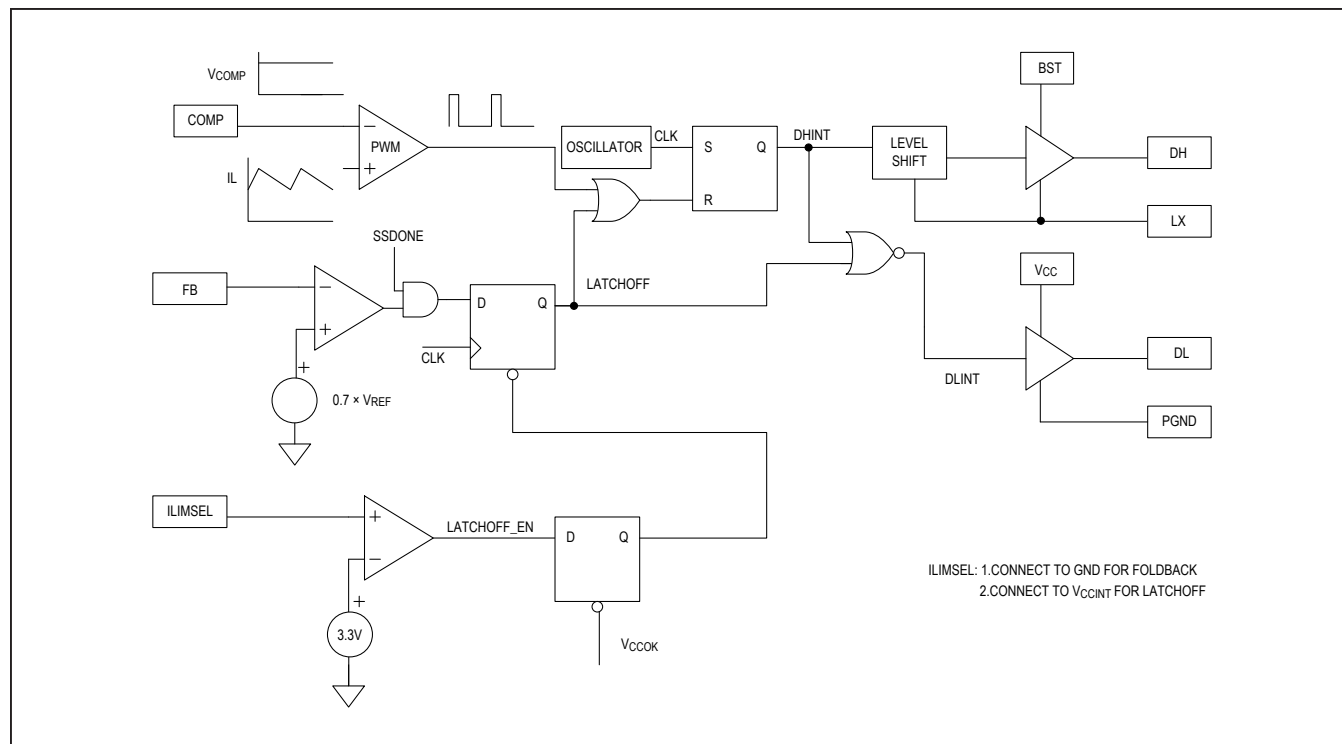 VCOMP
COMP
−
PWM
+
IL
OSCILLATOR
CLK
S
Q
R
DHINT
LEVEL
SHIFT
BST
DH
LX
SSDONE
FB
−
+
+
0.7 × VREF
D
Q
CLK
LATCHOFF
VCC
DL
DLINT
PGND
ILIMSEL
+
−
+
3.3V
LATCHOFF_EN
D
Q
VCCOK
ILIMSEL: 1.CONNECT TO GND FOR FOLDBACK
2.CONNECT TO VCCINT FOR LATCHOFF